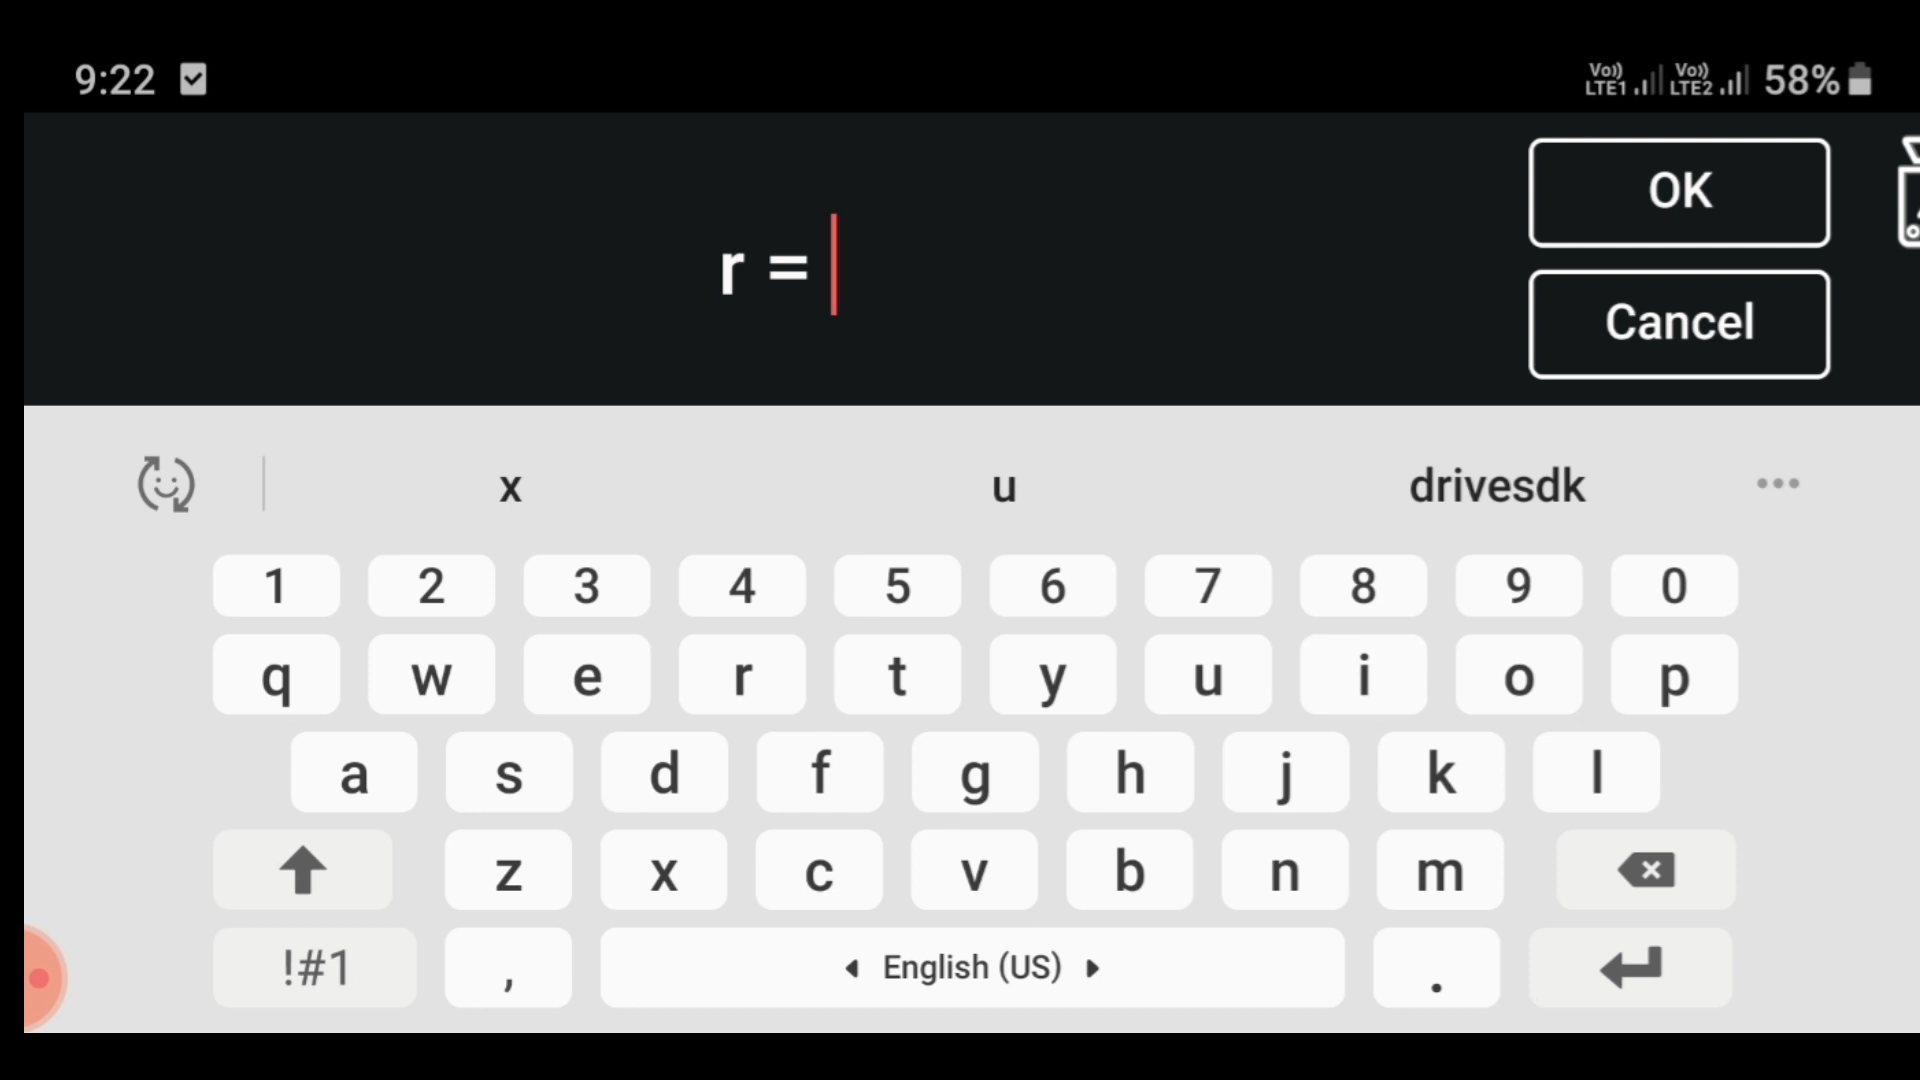 9:22 Vo)) LTE1 Vo)) LTE2 58%
OK
r =
Cancel
x u drivesdk
1 2 3 4 5 6 7 8 9 0
q w e r t y u i o p
a s d f g h j k l
z x c v b n m
!#1 , English (US) .